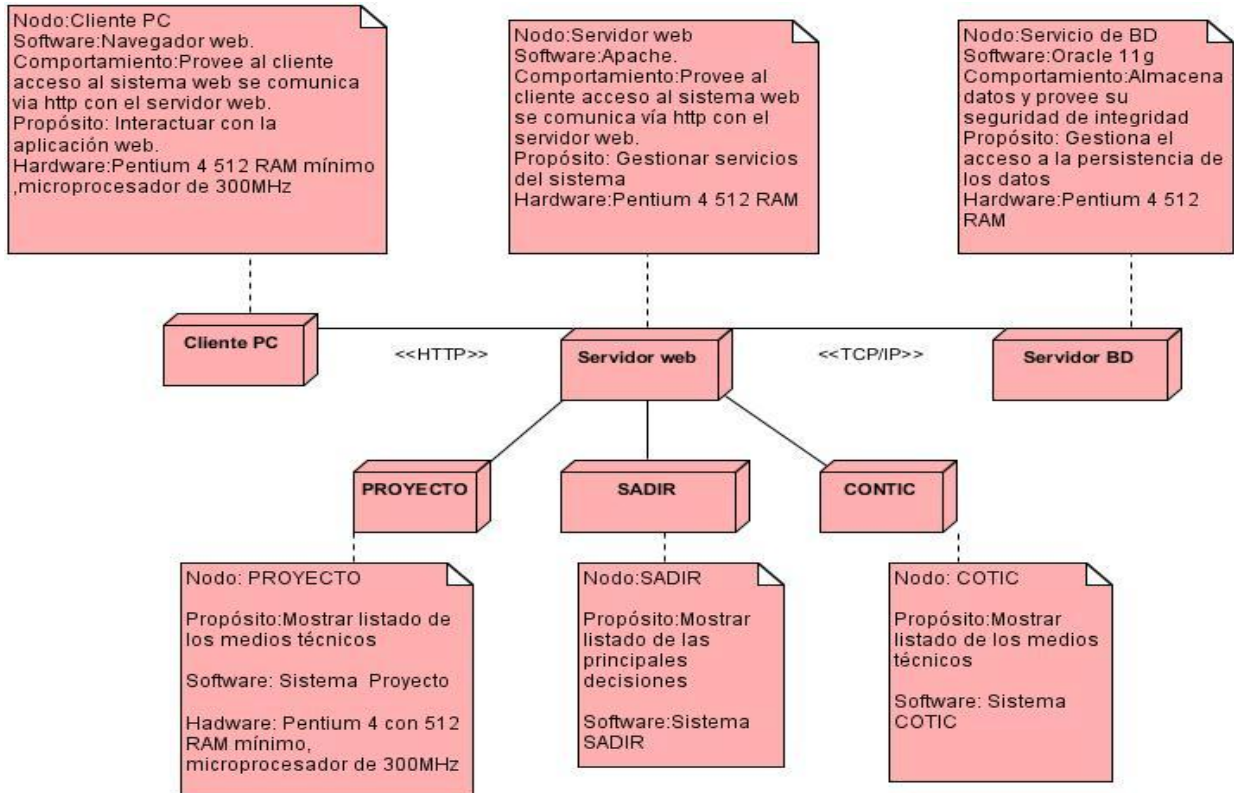 Nodo:Cliente PC
Software:Navegador web.
Comportamiento:Provee al cliente
acceso al sistema web se comunica
via http con el servidor web.
Propósito: Interactuar con la
aplicación web.
Hardware:Pentium 4 512 RAM mínimo
,microprocesador de 300MHz
Nodo:Servidor web
Software:Apache.
Comportamiento:Provee al
cliente acceso al sistema web
se comunica vía http con el
servidor web.
Propósito: Gestionar servicios
del sistema
Hardware:Pentium 4 512 RAM
Nodo:Servicio de BD
Software:Oracle 11g
Comportamiento:Almacena
datos y provee su
seguridad de integridad
Propósito: Gestiona el
acceso a la persistencia de
los datos
Hardware:Pentium 4 512
RAM
Cliente PC
<<HTTP>>
Servidor web
<<TCP/IP>>
Servidor BD
PROYECTO
SADIR
CONTIC
Nodo: PROYECTO
Propósito:Mostrar listado de
los medios técnicos
Software: Sistema Proyecto
Hadware: Pentium 4 con 512
RAM mínimo,
microprocesador de 300MHz
Nodo:SADIR
Propósito:Mostrar
listado de las
principales
decisiones
Software:Sistema
SADIR
Nodo: COTIC
Propósito:Mostrar
listado de los medios
técnicos
Software: Sistema
COTIC